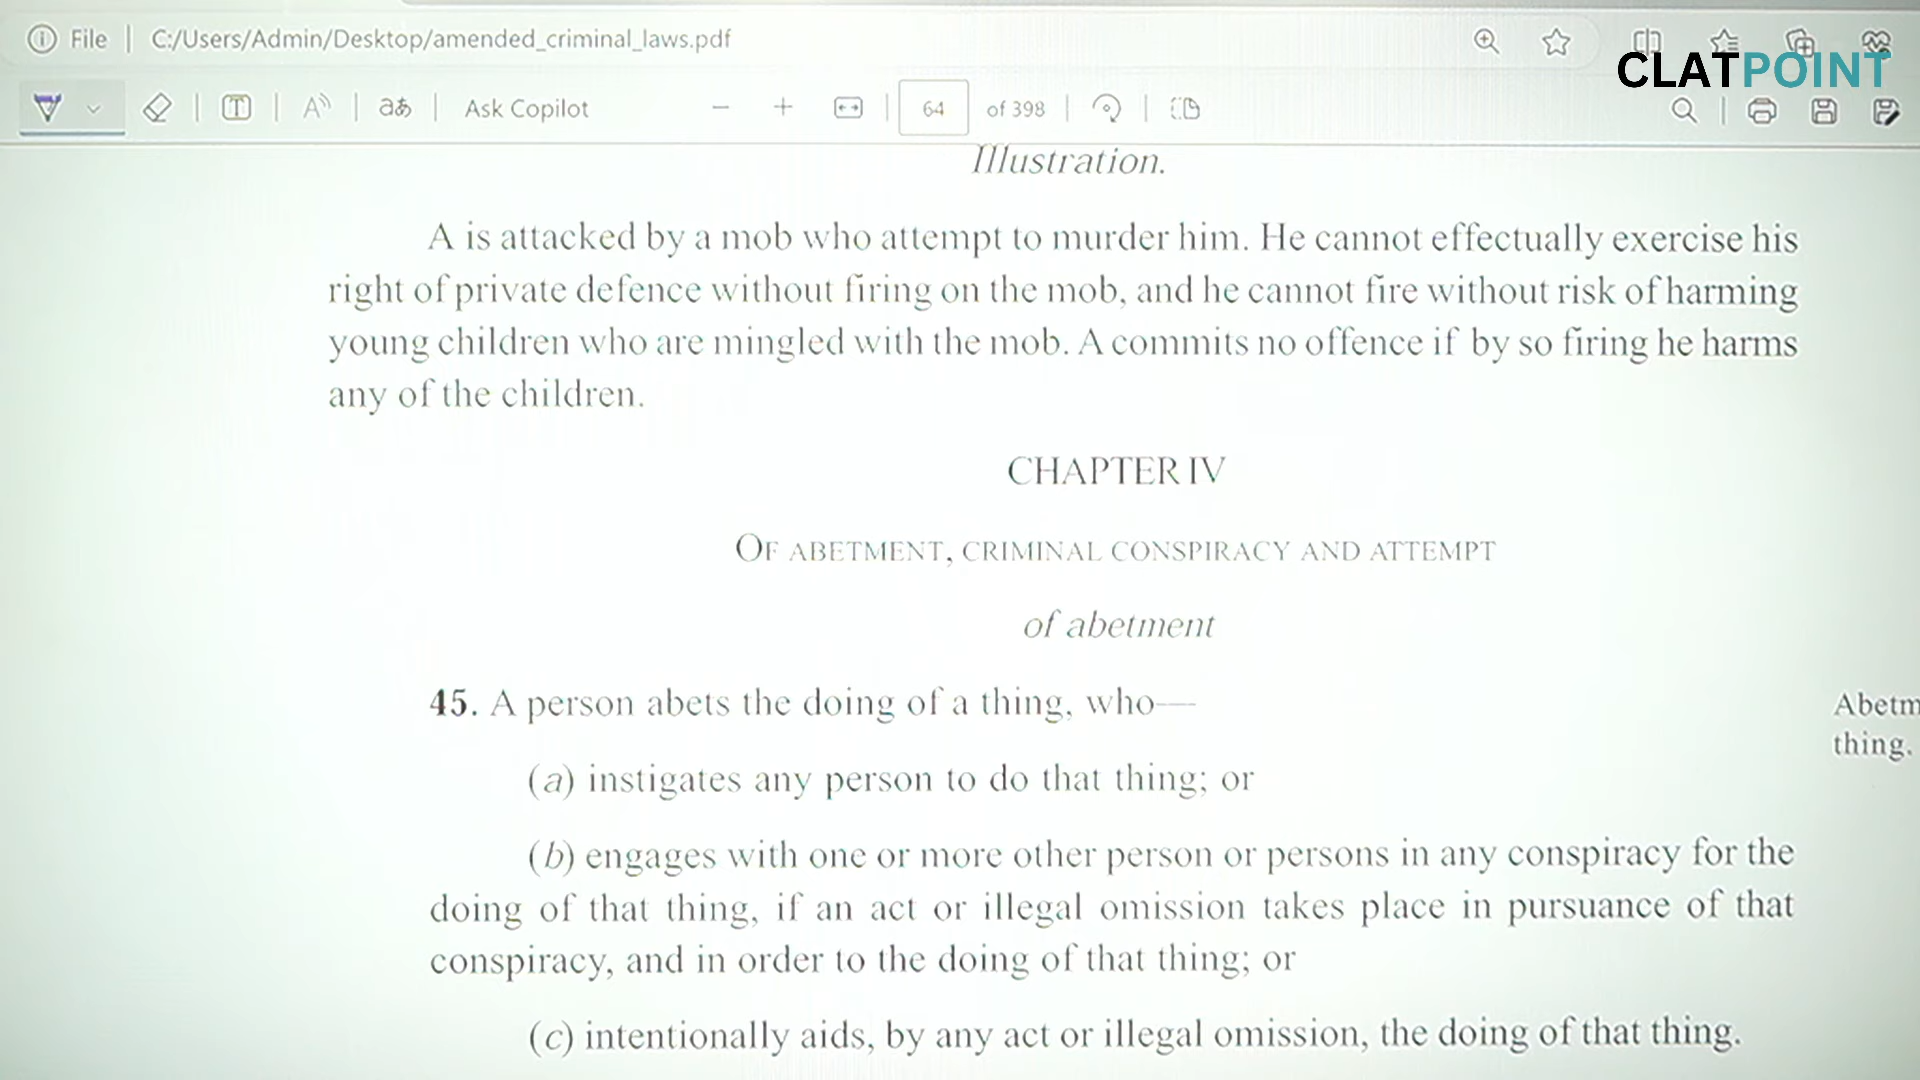 File | C:/Users/Admin/Desktop/amended_criminal_laws.pdf
CLATPOINT
T A aあ Ask Copilot − + 64 of 398
Illustration.
A is attacked by a mob who attempt to murder him. He cannot effectually exercise his
right of private defence without firing on the mob, and he cannot fire without risk of harming
young children who are mingled with the mob. A commits no offence if by so firing he harms
any of the children.
CHAPTER IV
OF ABETMENT, CRIMINAL CONSPIRACY AND ATTEMPT
of abetment
45. A person abets the doing of a thing, who—
Abetm
thing.
(a) instigates any person to do that thing; or
(b) engages with one or more other person or persons in any conspiracy for the
doing of that thing, if an act or illegal omission takes place in pursuance of that
conspiracy, and in order to the doing of that thing; or
(c) intentionally aids, by any act or illegal omission, the doing of that thing.